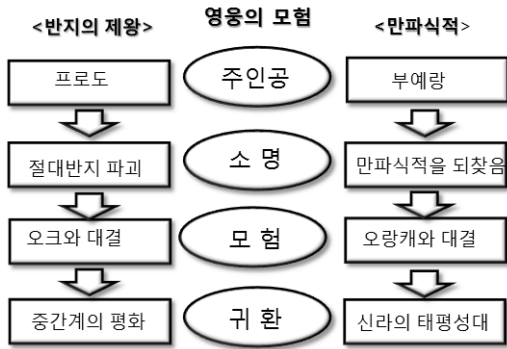 <반지의 제왕> 영웅의 모험 <만파식적>
프로도 주인공 부예랑
절대반지 파괴 소 명 만파식적을 되찾음
오크와 대결 모 험 오랑캐와 대결
중간계의 평화 귀 환 신라의 태평성대